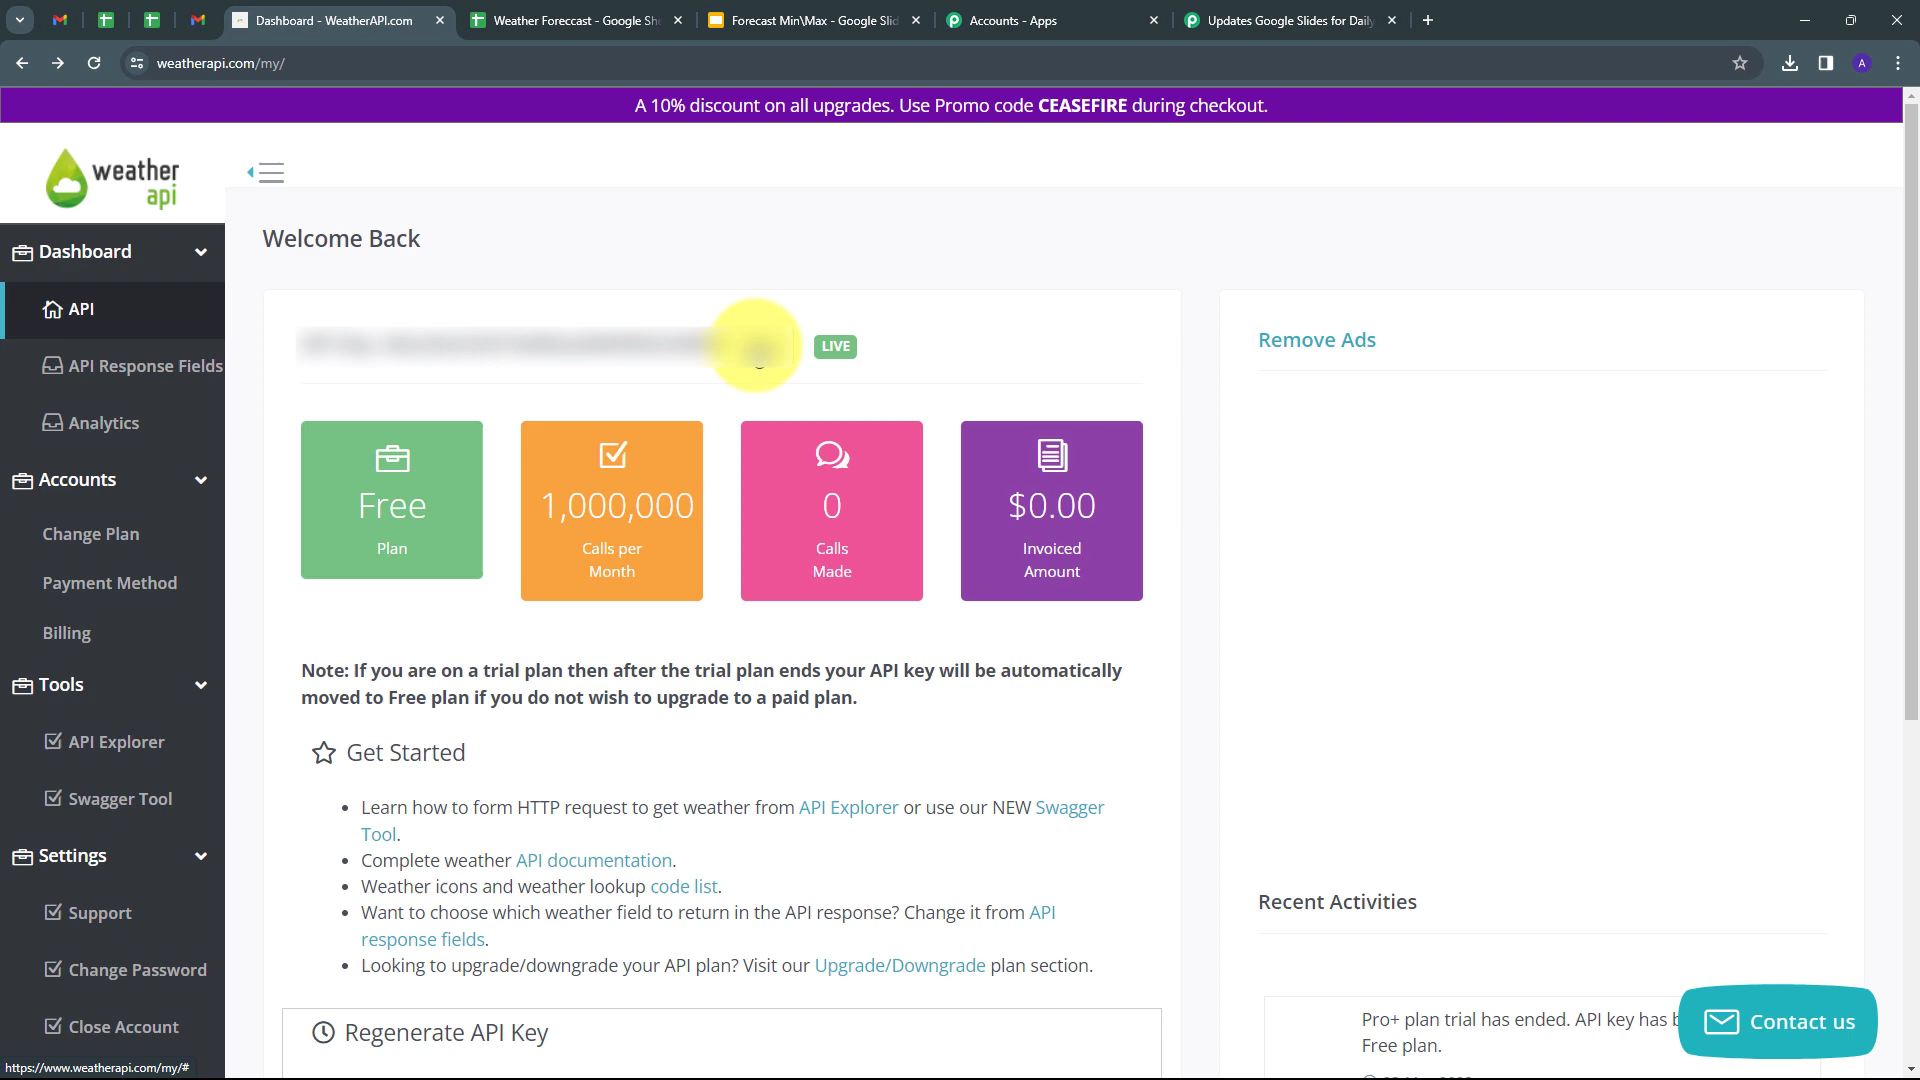 Dashboard - WeatherAPI.com
Weather Foreccast - Google She
Forecast Min\Max - Google Slid
Accounts - Apps
Updates Google Slides for Daily
weatherapi.com/my/
A
A 10% discount on all upgrades. Use Promo code CEASEFIRE during checkout.
weather
api
Dashboard
API
API Response Fields
Analytics
Accounts
Change Plan
Payment Method
Billing
Tools
API Explorer
Swagger Tool
Settings
Support
Change Password
Close Account
https://www.weatherapi.com/my/#
Welcome Back
LIVE
Free
Plan
1,000,000
Calls per
Month
0
Calls
Made
$0.00
Invoiced
Amount
Note: If you are on a trial plan then after the trial plan ends your API key will be automatically
moved to Free plan if you do not wish to upgrade to a paid plan.
Get Started
Learn how to form HTTP request to get weather from API Explorer or use our NEW Swagger
Tool.
Complete weather API documentation.
Weather icons and weather lookup code list.
Want to choose which weather field to return in the API response? Change it from API
response fields.
Looking to upgrade/downgrade your API plan? Visit our Upgrade/Downgrade plan section.
Regenerate API Key
Remove Ads
Recent Activities
Pro+ plan trial has ended. API key has
Free plan.
Contact us